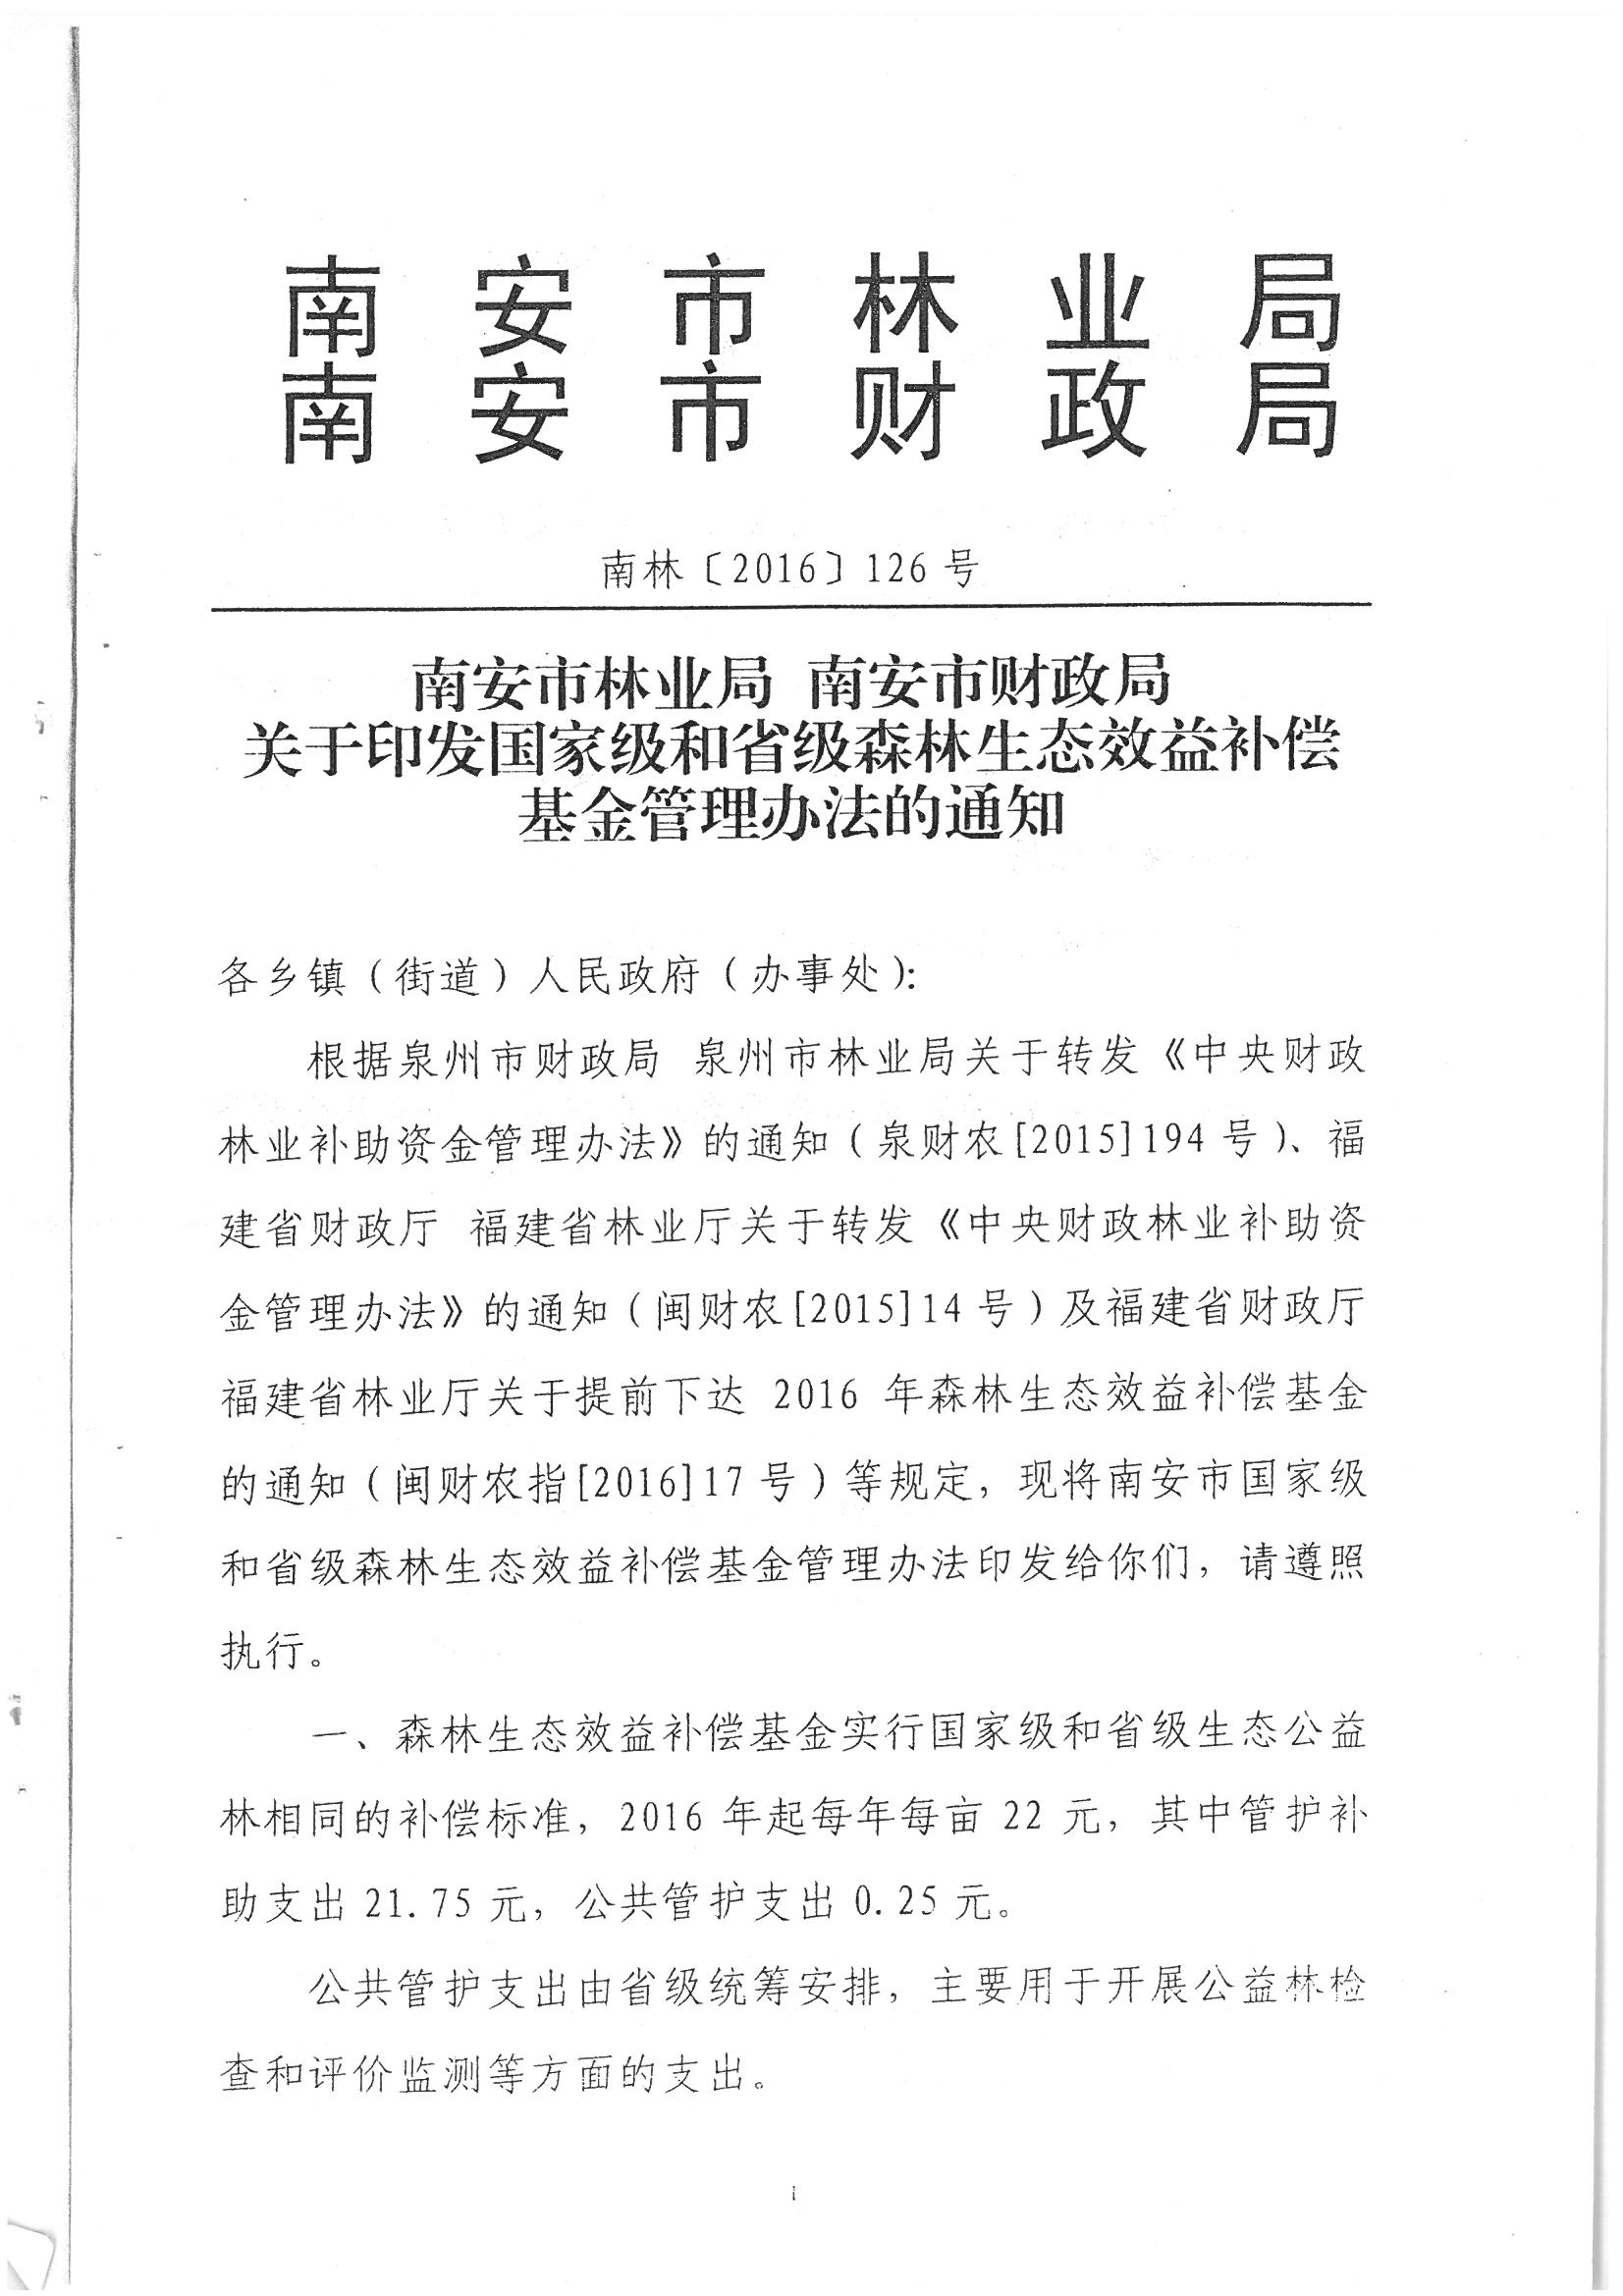 南安市林业局
南安市财政局
南林〔2016〕126号
南安市林业局 南安市财政局
关于印发国家级和省级森林生态效益补偿
基金管理办法的通知
各乡镇（街道）人民政府（办事处）：
根据泉州市财政局 泉州市林业局关于转发《中央财政
林业补助资金管理办法》的通知（泉财农[2015]194号）、福
建省财政厅 福建省林业厅关于转发《中央财政林业补助资
金管理办法》的通知（闽财农[2015]14号）及福建省财政厅
福建省林业厅关于提前下达 2016 年森林生态效益补偿基金
的通知（闽财农指[2016]17号）等规定，现将南安市国家级
和省级森林生态效益补偿基金管理办法印发给你们，请遵照
执行。
一、森林生态效益补偿基金实行国家级和省级生态公益
林相同的补偿标准，2016 年起每年每亩 22 元，其中管护补
助支出 21.75 元，公共管护支出 0.25 元。
公共管护支出由省级统筹安排，主要用于开展公益林检
查和评价监测等方面的支出。
1